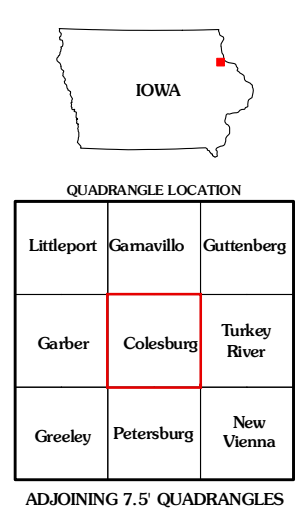 IOWA
QUADRANGLE LOCATION
Littleport Garnavillo Guttenberg
Garber Colesburg Turkey
River
Greeley Petersburg New
Vienna
ADJOINING 7.5' QUADRANGLES